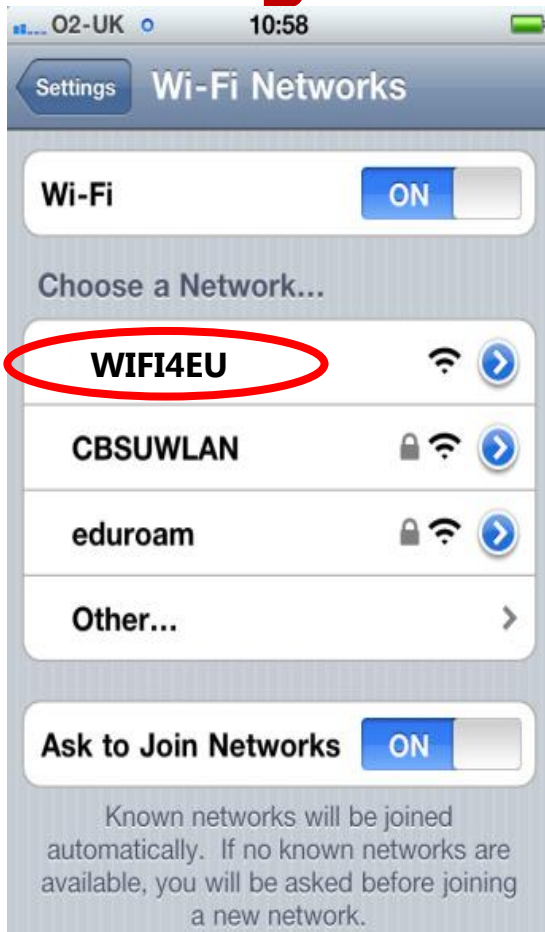 O2-UK 10:58
Settings Wi-Fi Networks
Wi-Fi ON
Choose a Network...
WIFI4EU
CBSUWLAN
eduroam
Other...
Ask to Join Networks ON
Known networks will be joined
automatically. If no known networks are
available, you will be asked before joining
a new network.